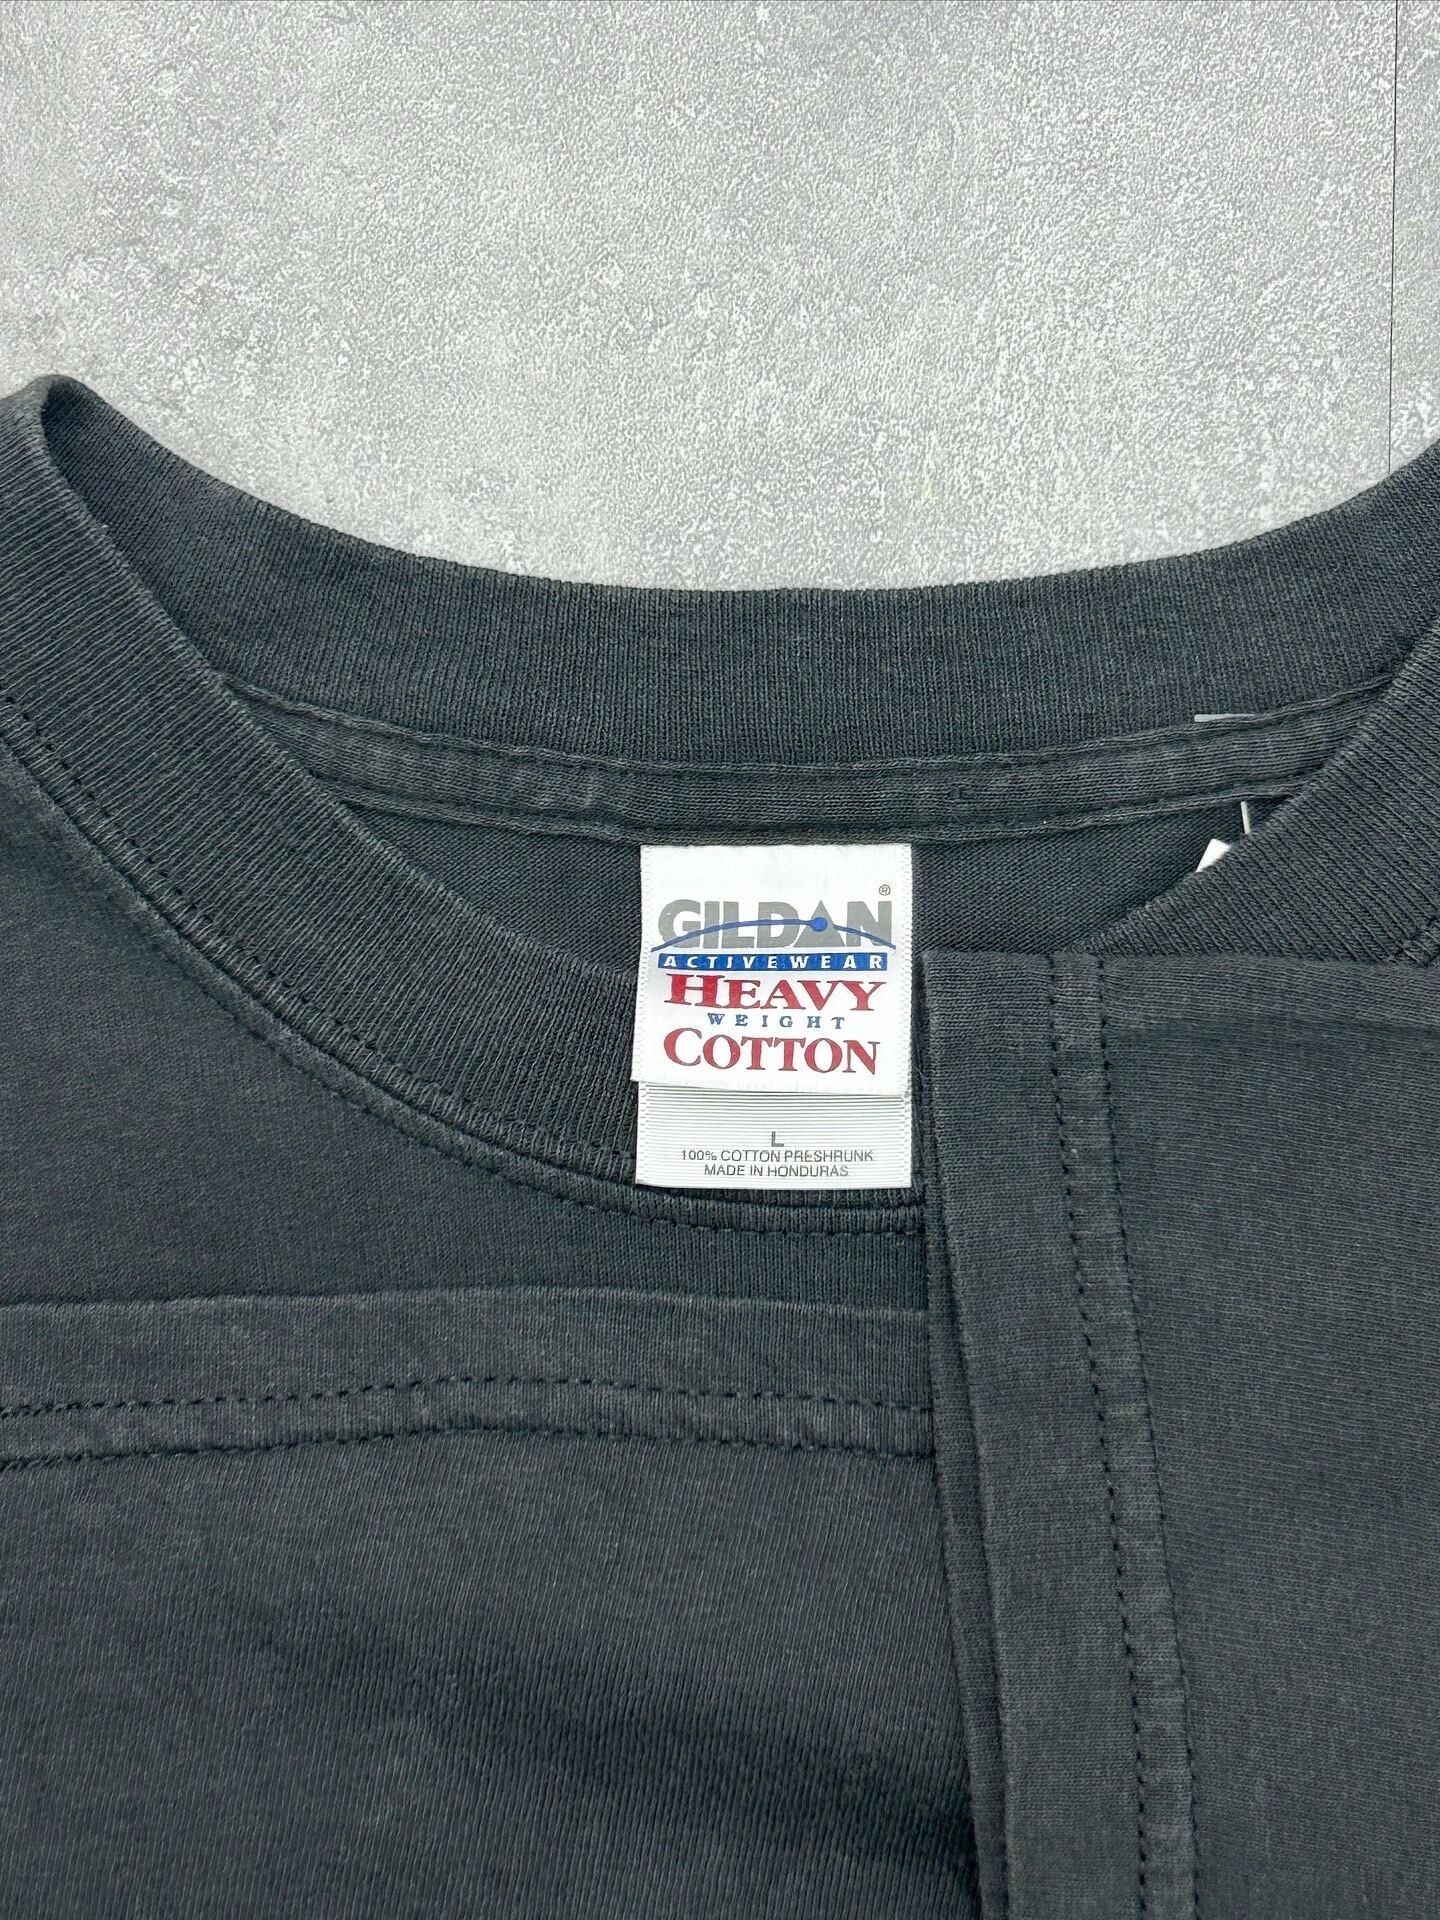 GILDAN®
ACTIVEWEAR
HEAVY
WEIGHT
COTTON
L
100% COTTON PRESHRUNK
MADE IN HONDURAS